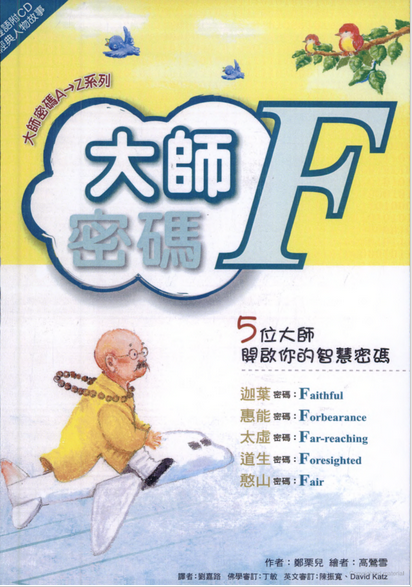 雙語附CD
經典人物故事
大師密碼A→Z系列
大師
密碼
F
5位大師
開啟你的智慧密碼
迦葉 密碼：Faithful
惠能 密碼：Forbearance
太虛 密碼：Far-reaching
道生 密碼：Foresighted
憨山 密碼：Fair
作者：鄭栗兒 繪者：高鶯雪
譯者：劉嘉路 佛學審訂：丁敏 英文審訂：陳振寬、David Katz